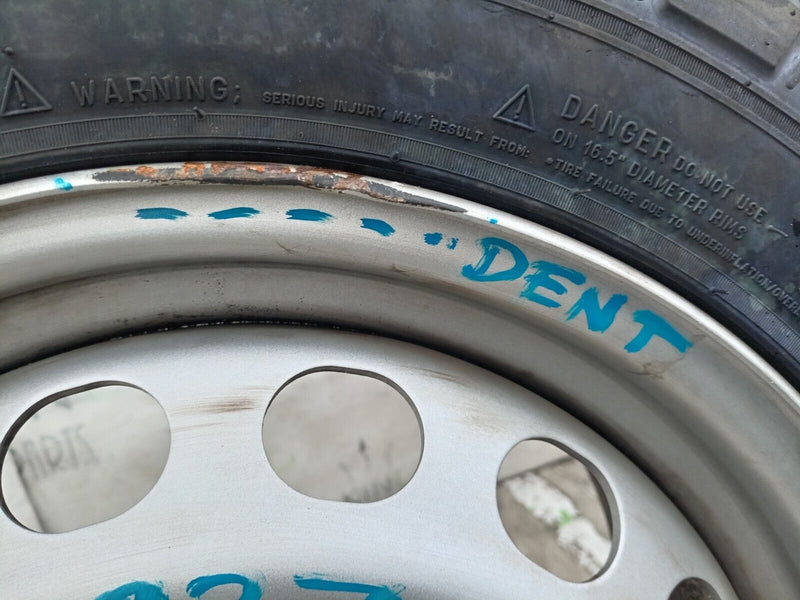 WARNING;
SERIOUS INJURY MAY RESULT FROM:
•TIRE FAILURE DUE TO UNDERINFLATION/OVER
DANGER DO NOT USE
ON 16.5" DIAMETER RIMS
DENT